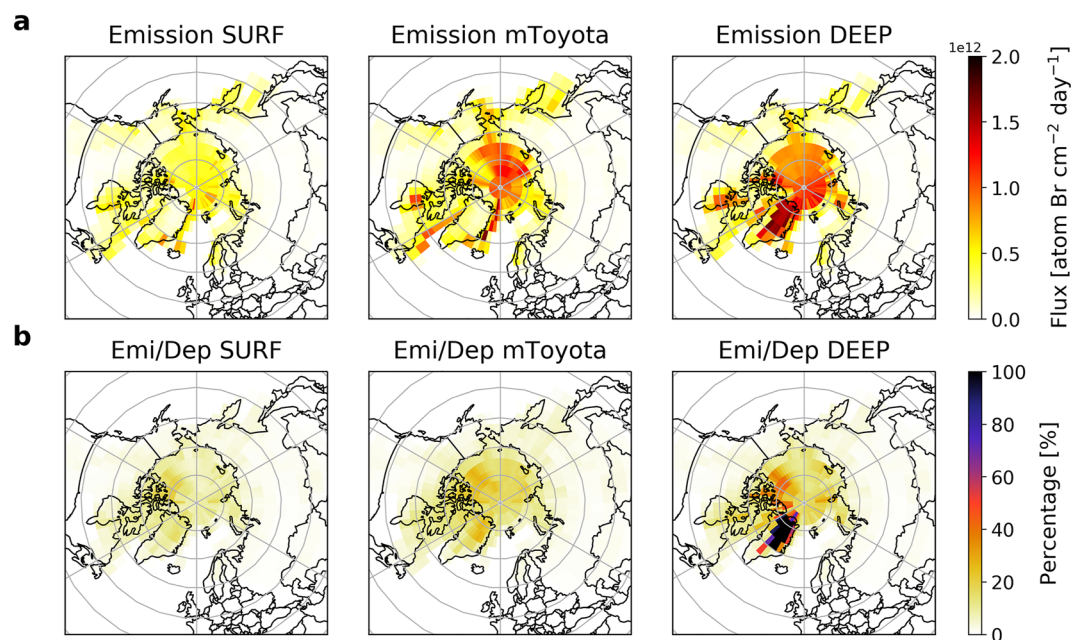 a
Emission SURF
Emission mToyota
Emission DEEP
1e12
2.0
1.5
1.0
0.5
0.0
Flux [atom Br cm⁻² day⁻¹]
b
Emi/Dep SURF
Emi/Dep mToyota
Emi/Dep DEEP
100
80
60
40
20
0
Percentage [%]